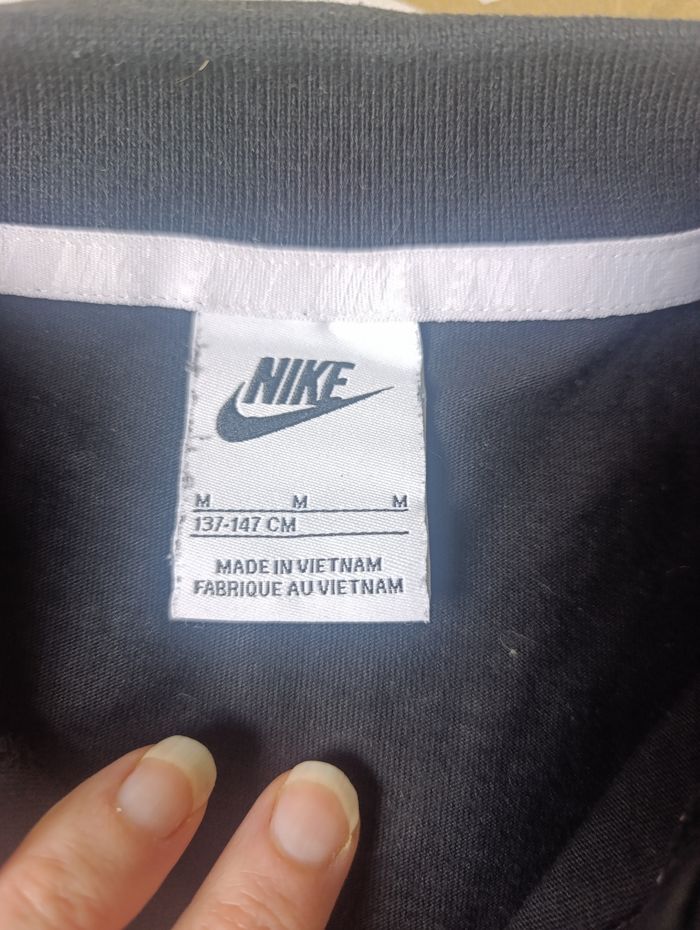 NIKE
M M M
137-147 CM
MADE IN VIETNAM
FABRIQUE AU VIETNAM